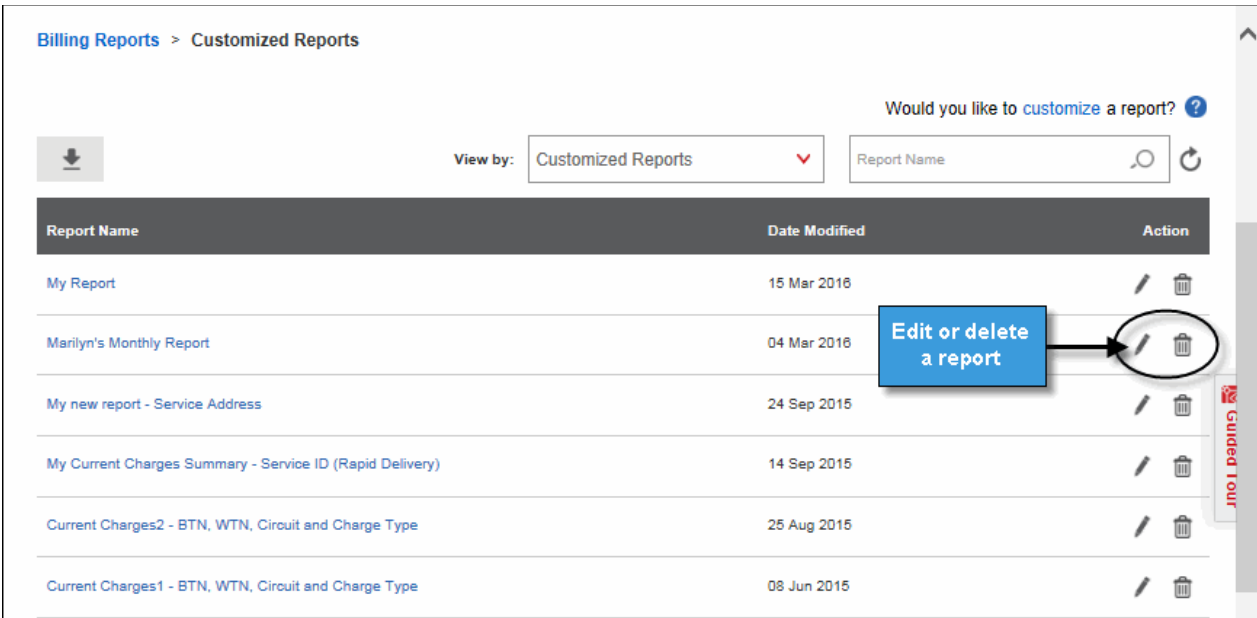 Billing Reports > Customized Reports
Would you like to customize a report? ?
View by: Customized Reports Report Name
Report Name Date Modified Action
My Report 15 Mar 2016
Marilyn's Monthly Report 04 Mar 2016
Edit or delete
a report
My new report - Service Address 24 Sep 2015
My Current Charges Summary - Service ID (Rapid Delivery) 14 Sep 2015
Current Charges2 - BTN, WTN, Circuit and Charge Type 25 Aug 2015
Current Charges1 - BTN, WTN, Circuit and Charge Type 08 Jun 2015
Guided Tour